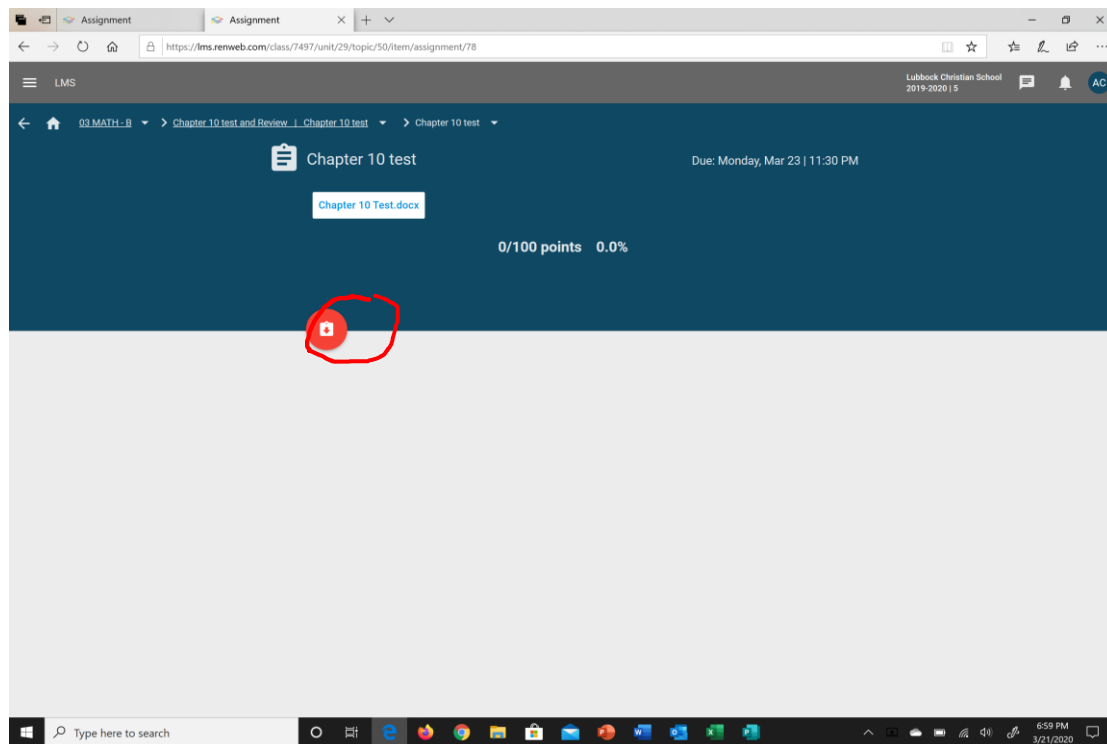 Assignment
Assignment
https://lms.renweb.com/class/7497/unit/29/topic/50/item/assignment/78
LMS
Lubbock Christian School
2019-2020 | 5
AC
03 MATH - B > Chapter 10 test and Review | Chapter 10 test > Chapter 10 test
Chapter 10 test
Due: Monday, Mar 23 | 11:30 PM
Chapter 10 Test.docx
0/100 points 0.0%
Type here to search
6:59 PM
3/21/2020